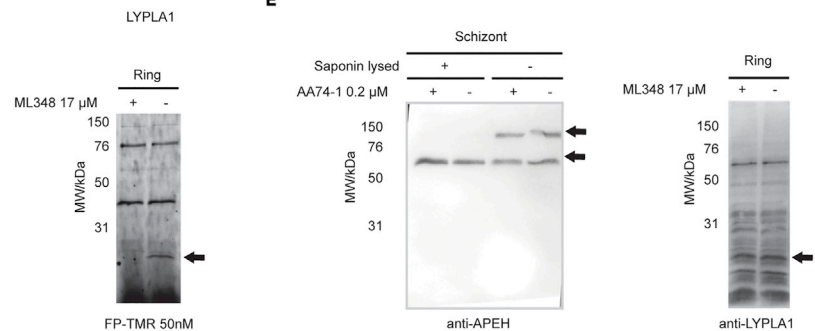 LYPLA1
Ring
ML348 17 µM + -
150
76
50
31
MW/kDa
FP-TMR 50nM
E
Schizont
Saponin lysed + -
AA74-1 0.2 µM + - + -
150
76
50
31
MW/kDa
anti-APEH
Ring
ML348 17 µM + -
150
76
50
31
MW/kDa
anti-LYPLA1